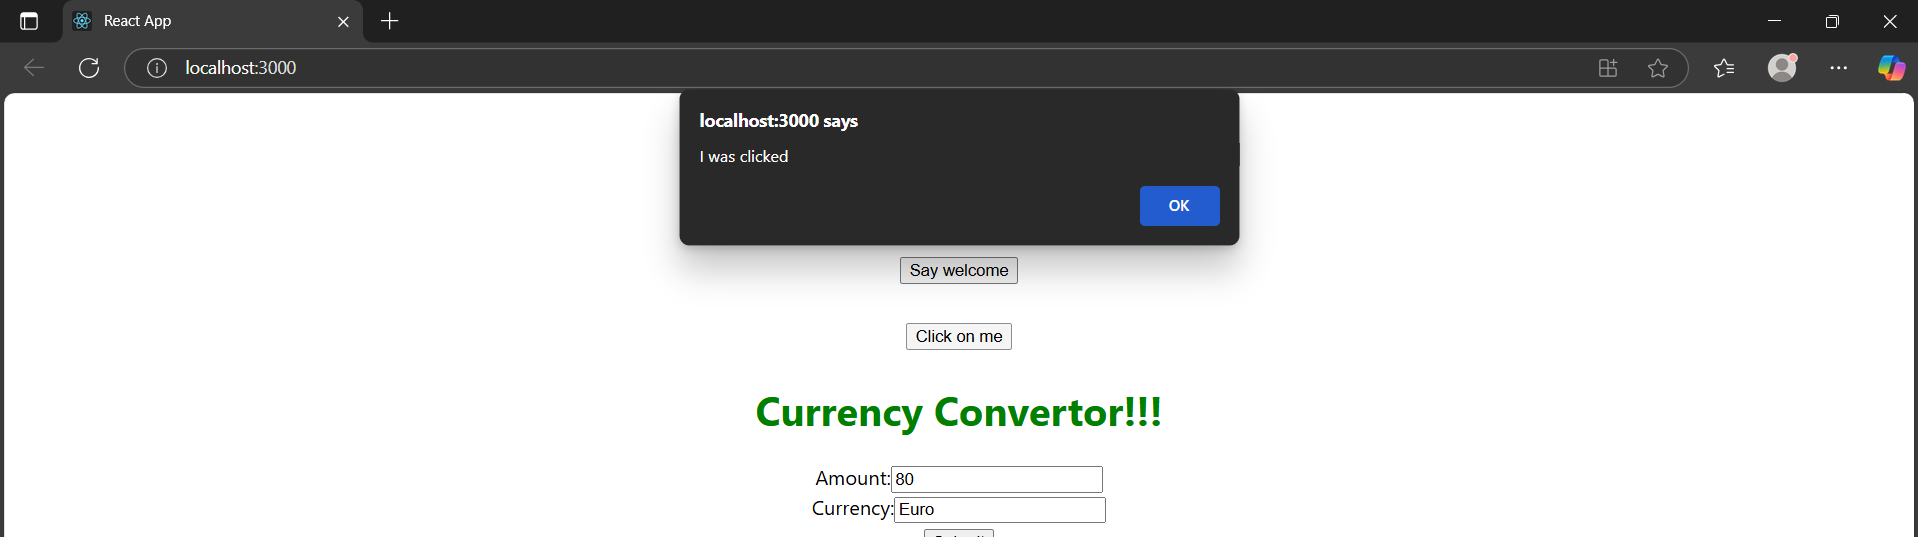 React App
localhost:3000
localhost:3000 says
I was clicked
OK
Say welcome
Click on me
Currency Convertor!!!
Amount: 80
Currency: Euro